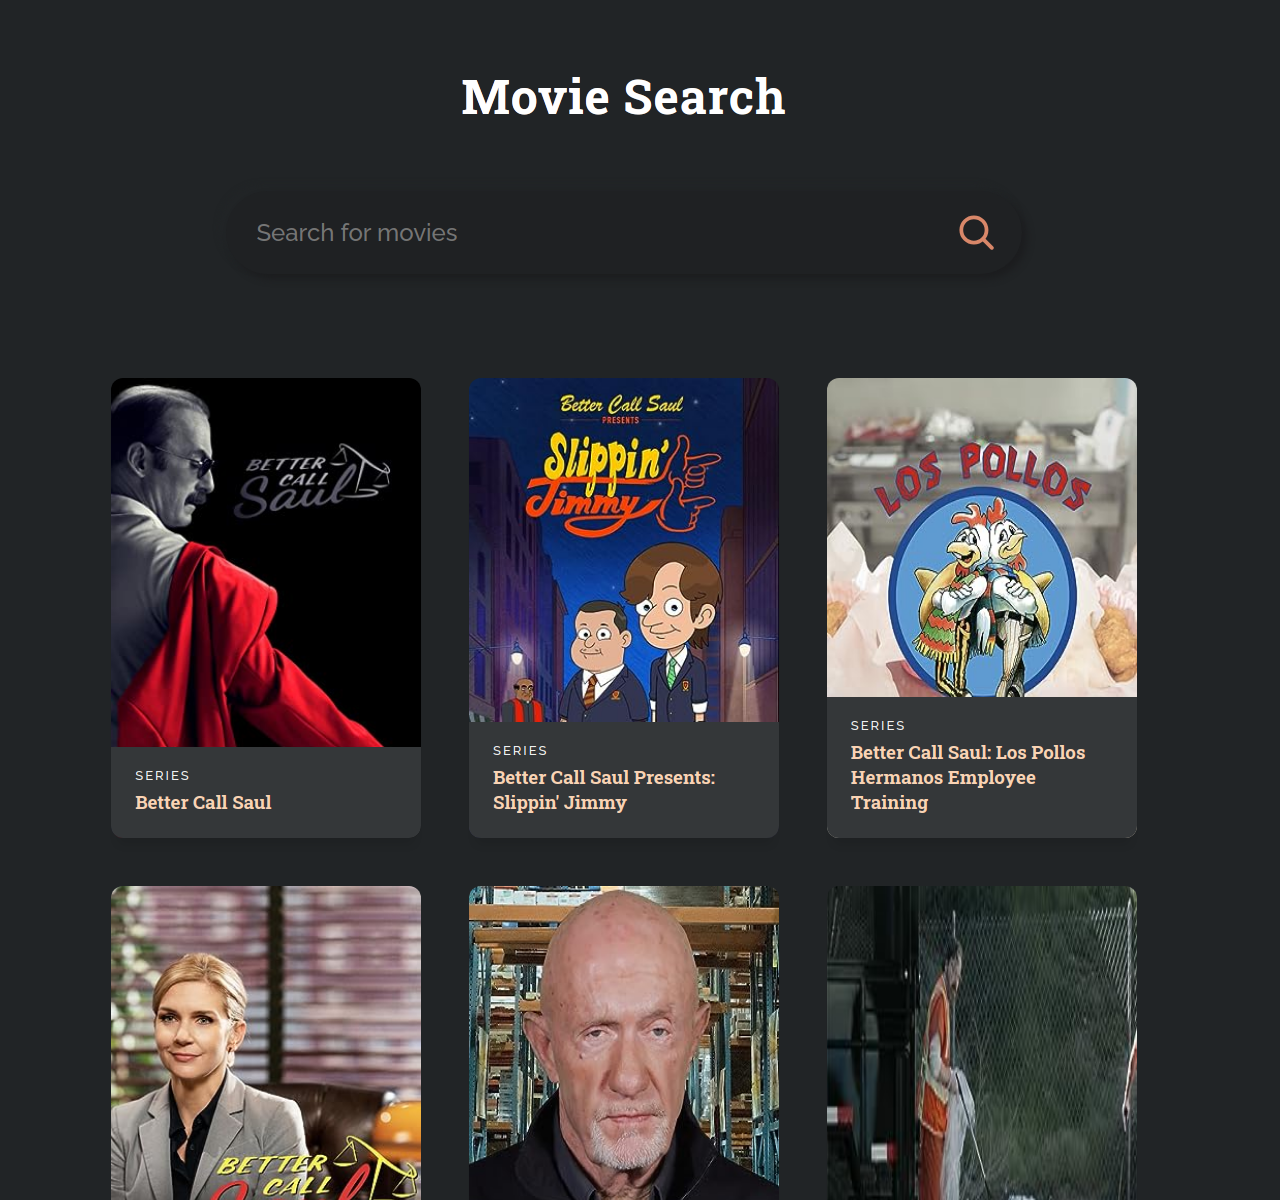 Movie Search
Search for movies
BETTER
CALL
Saul
Better Call Saul
PRESENTS
Slippin'
Jimmy
LOS POLLOS
SERIES
Better Call Saul
SERIES
Better Call Saul Presents:
Slippin' Jimmy
SERIES
Better Call Saul: Los Pollos
Hermanos Employee
Training
BETTER
CALL